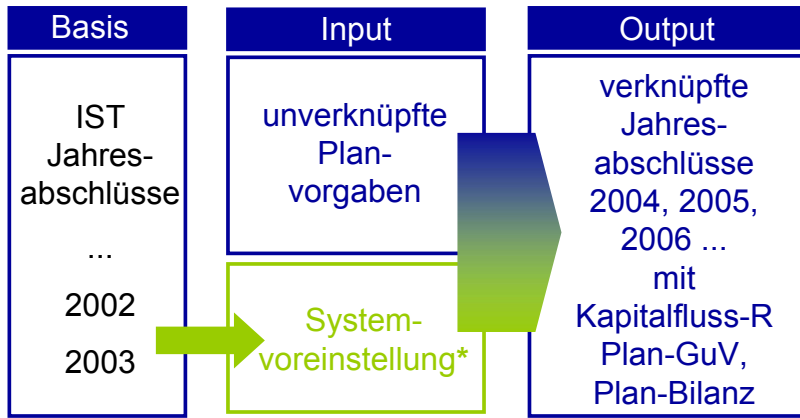 Basis
IST
Jahres-
abschlüsse
...
2002
2003
Input
unverknüpfte
Plan-
vorgaben
System-
voreinstellung*
Output
verknüpfte
Jahres-
abschlüsse
2004, 2005,
2006 ...
mit
Kapitalfluss-R
Plan-GuV,
Plan-Bilanz